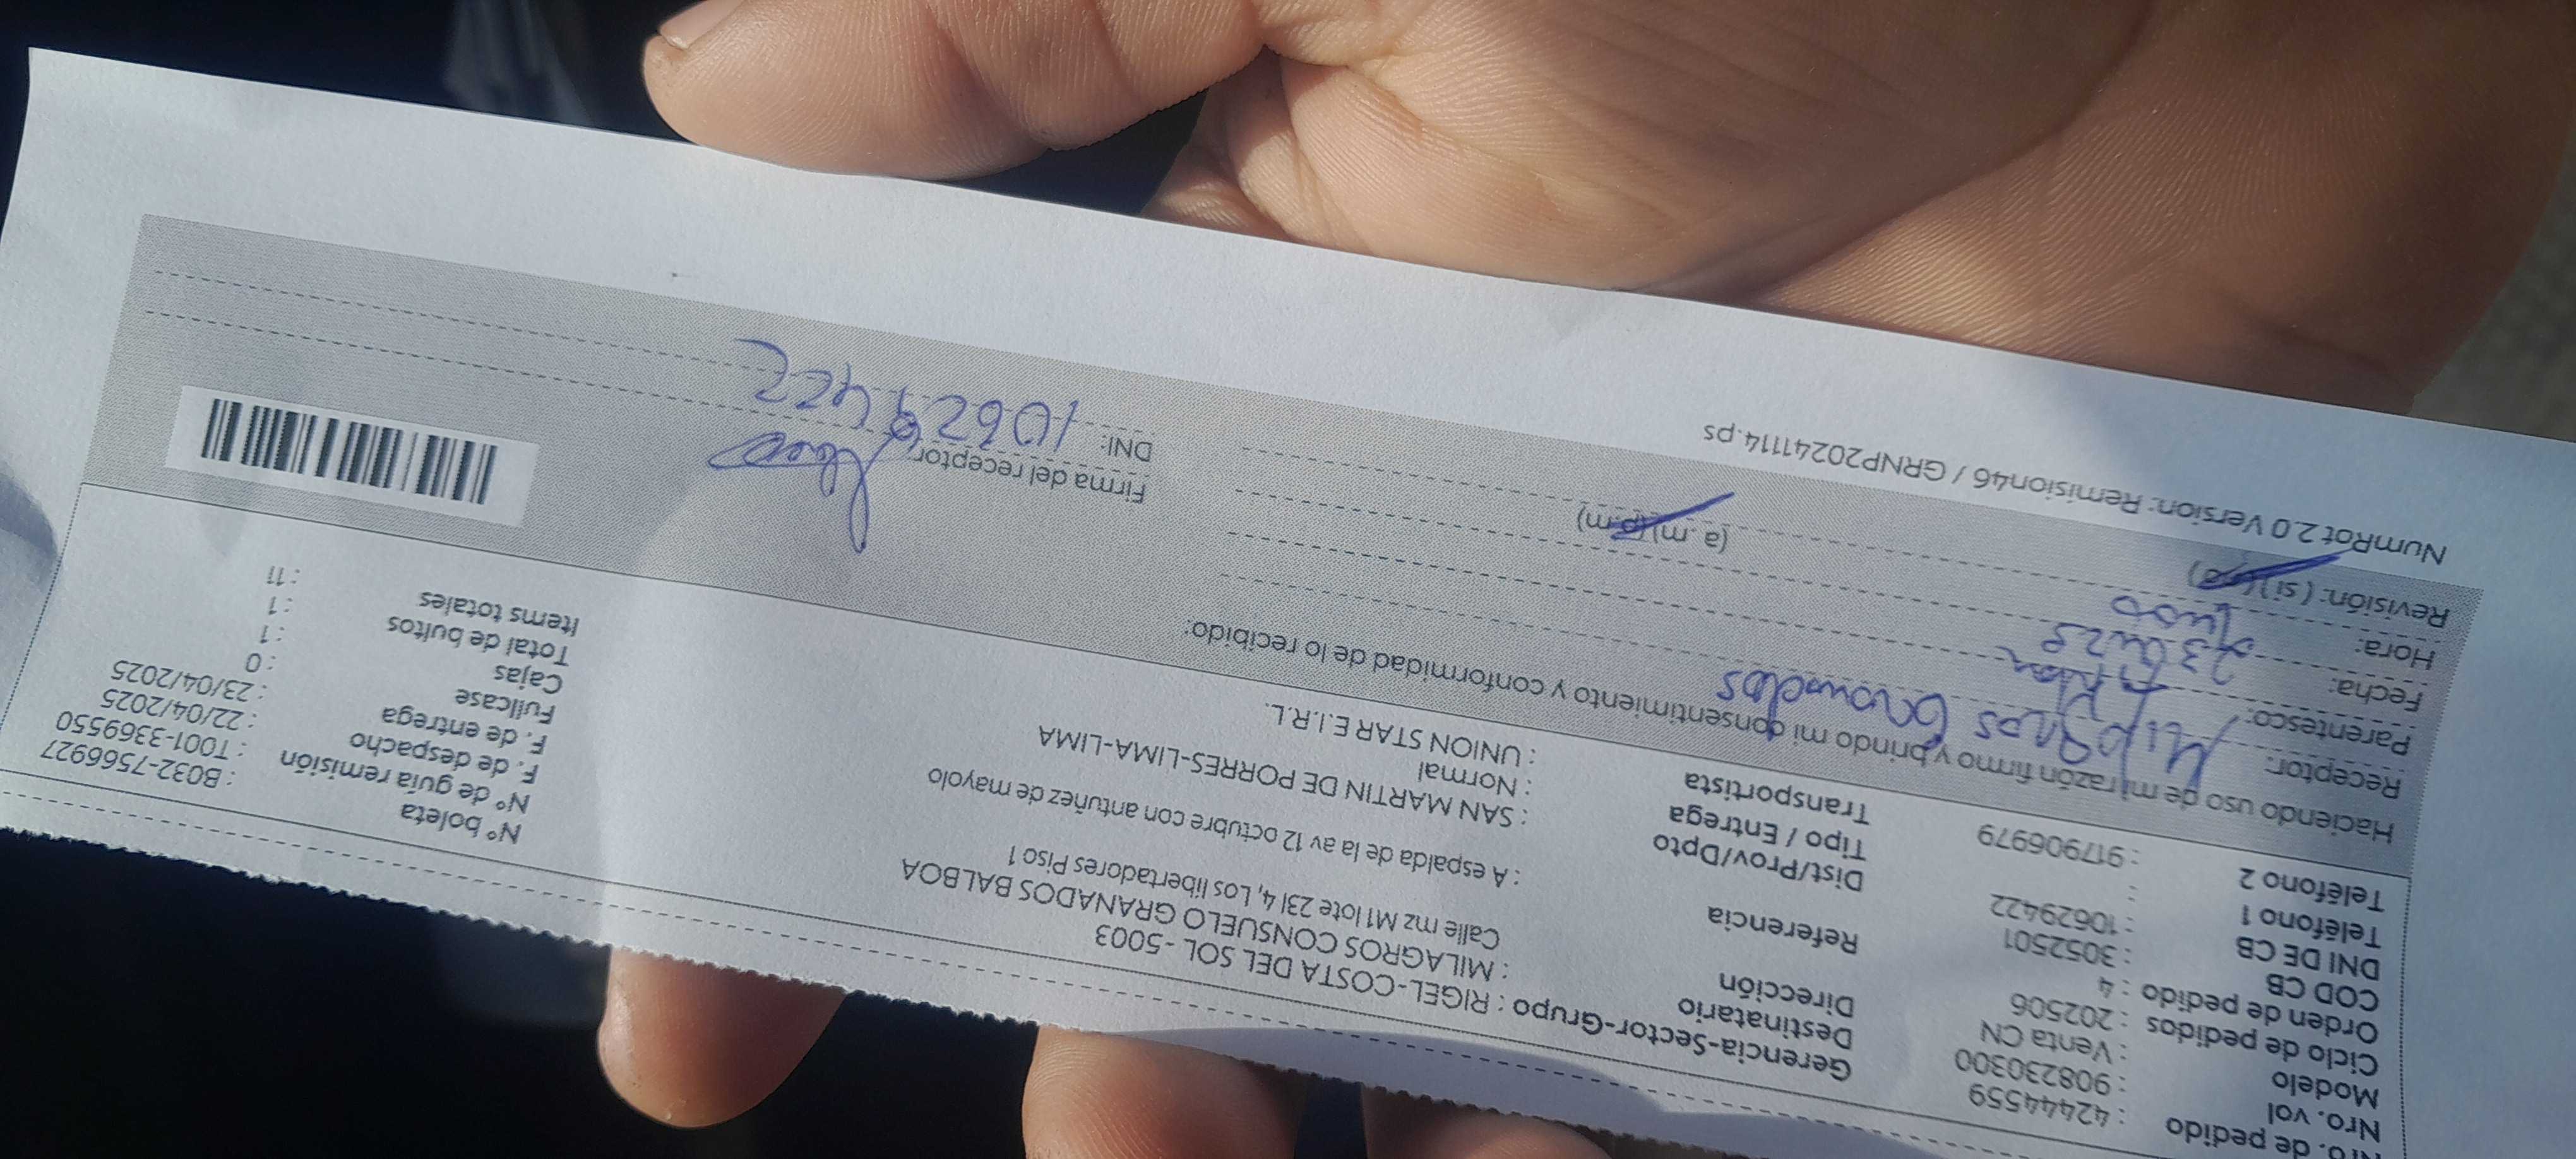 Nro. de pedido : 42444559
Nro. vol : 908230300
Modelo : Venta CN
Ciclo de pedidos : 202506
Orden de pedido : 4
COD CB : 3052501
DNI DE CB : 10629422
Teléfono 1 :
Teléfono 2 : 917906979
Gerencia-Sector-Grupo : RIGEL-COSTA DEL SOL -5003
Destinatario : MILAGROS CONSUELO GRANADOS BALBOA
Dirección Calle mz M1 lote 23I 4, Los libertadores Piso 1
Referencia : A espalda de la av 12 octubre con antuñez de mayolo
Dist/Prov/Dpto : SAN MARTIN DE PORRES-LIMA-LIMA
Tipo / Entrega : Normal
Transportista : UNION STAR E.I.R.L.
N° boleta : B032-7566927
N° de guía remisión : T001-3369550
F. de despacho : 22/04/2025
F. de entrega : 23/04/2025
Fullcase : 0
Cajas : 1
Total de bultos : 1
Items totales : 11
Haciendo uso de mi razón firmo y brindo mi consentimiento y conformidad de lo recibido:
Receptor: Milagros Granados
Parentesco:
Fecha:
Hora: (a .m) (p.m)
Revisión: ( si)
Firma del receptor
DNI: 10629422
NumRot 2.0 Version: Remision46 / GRNP20241114.ps